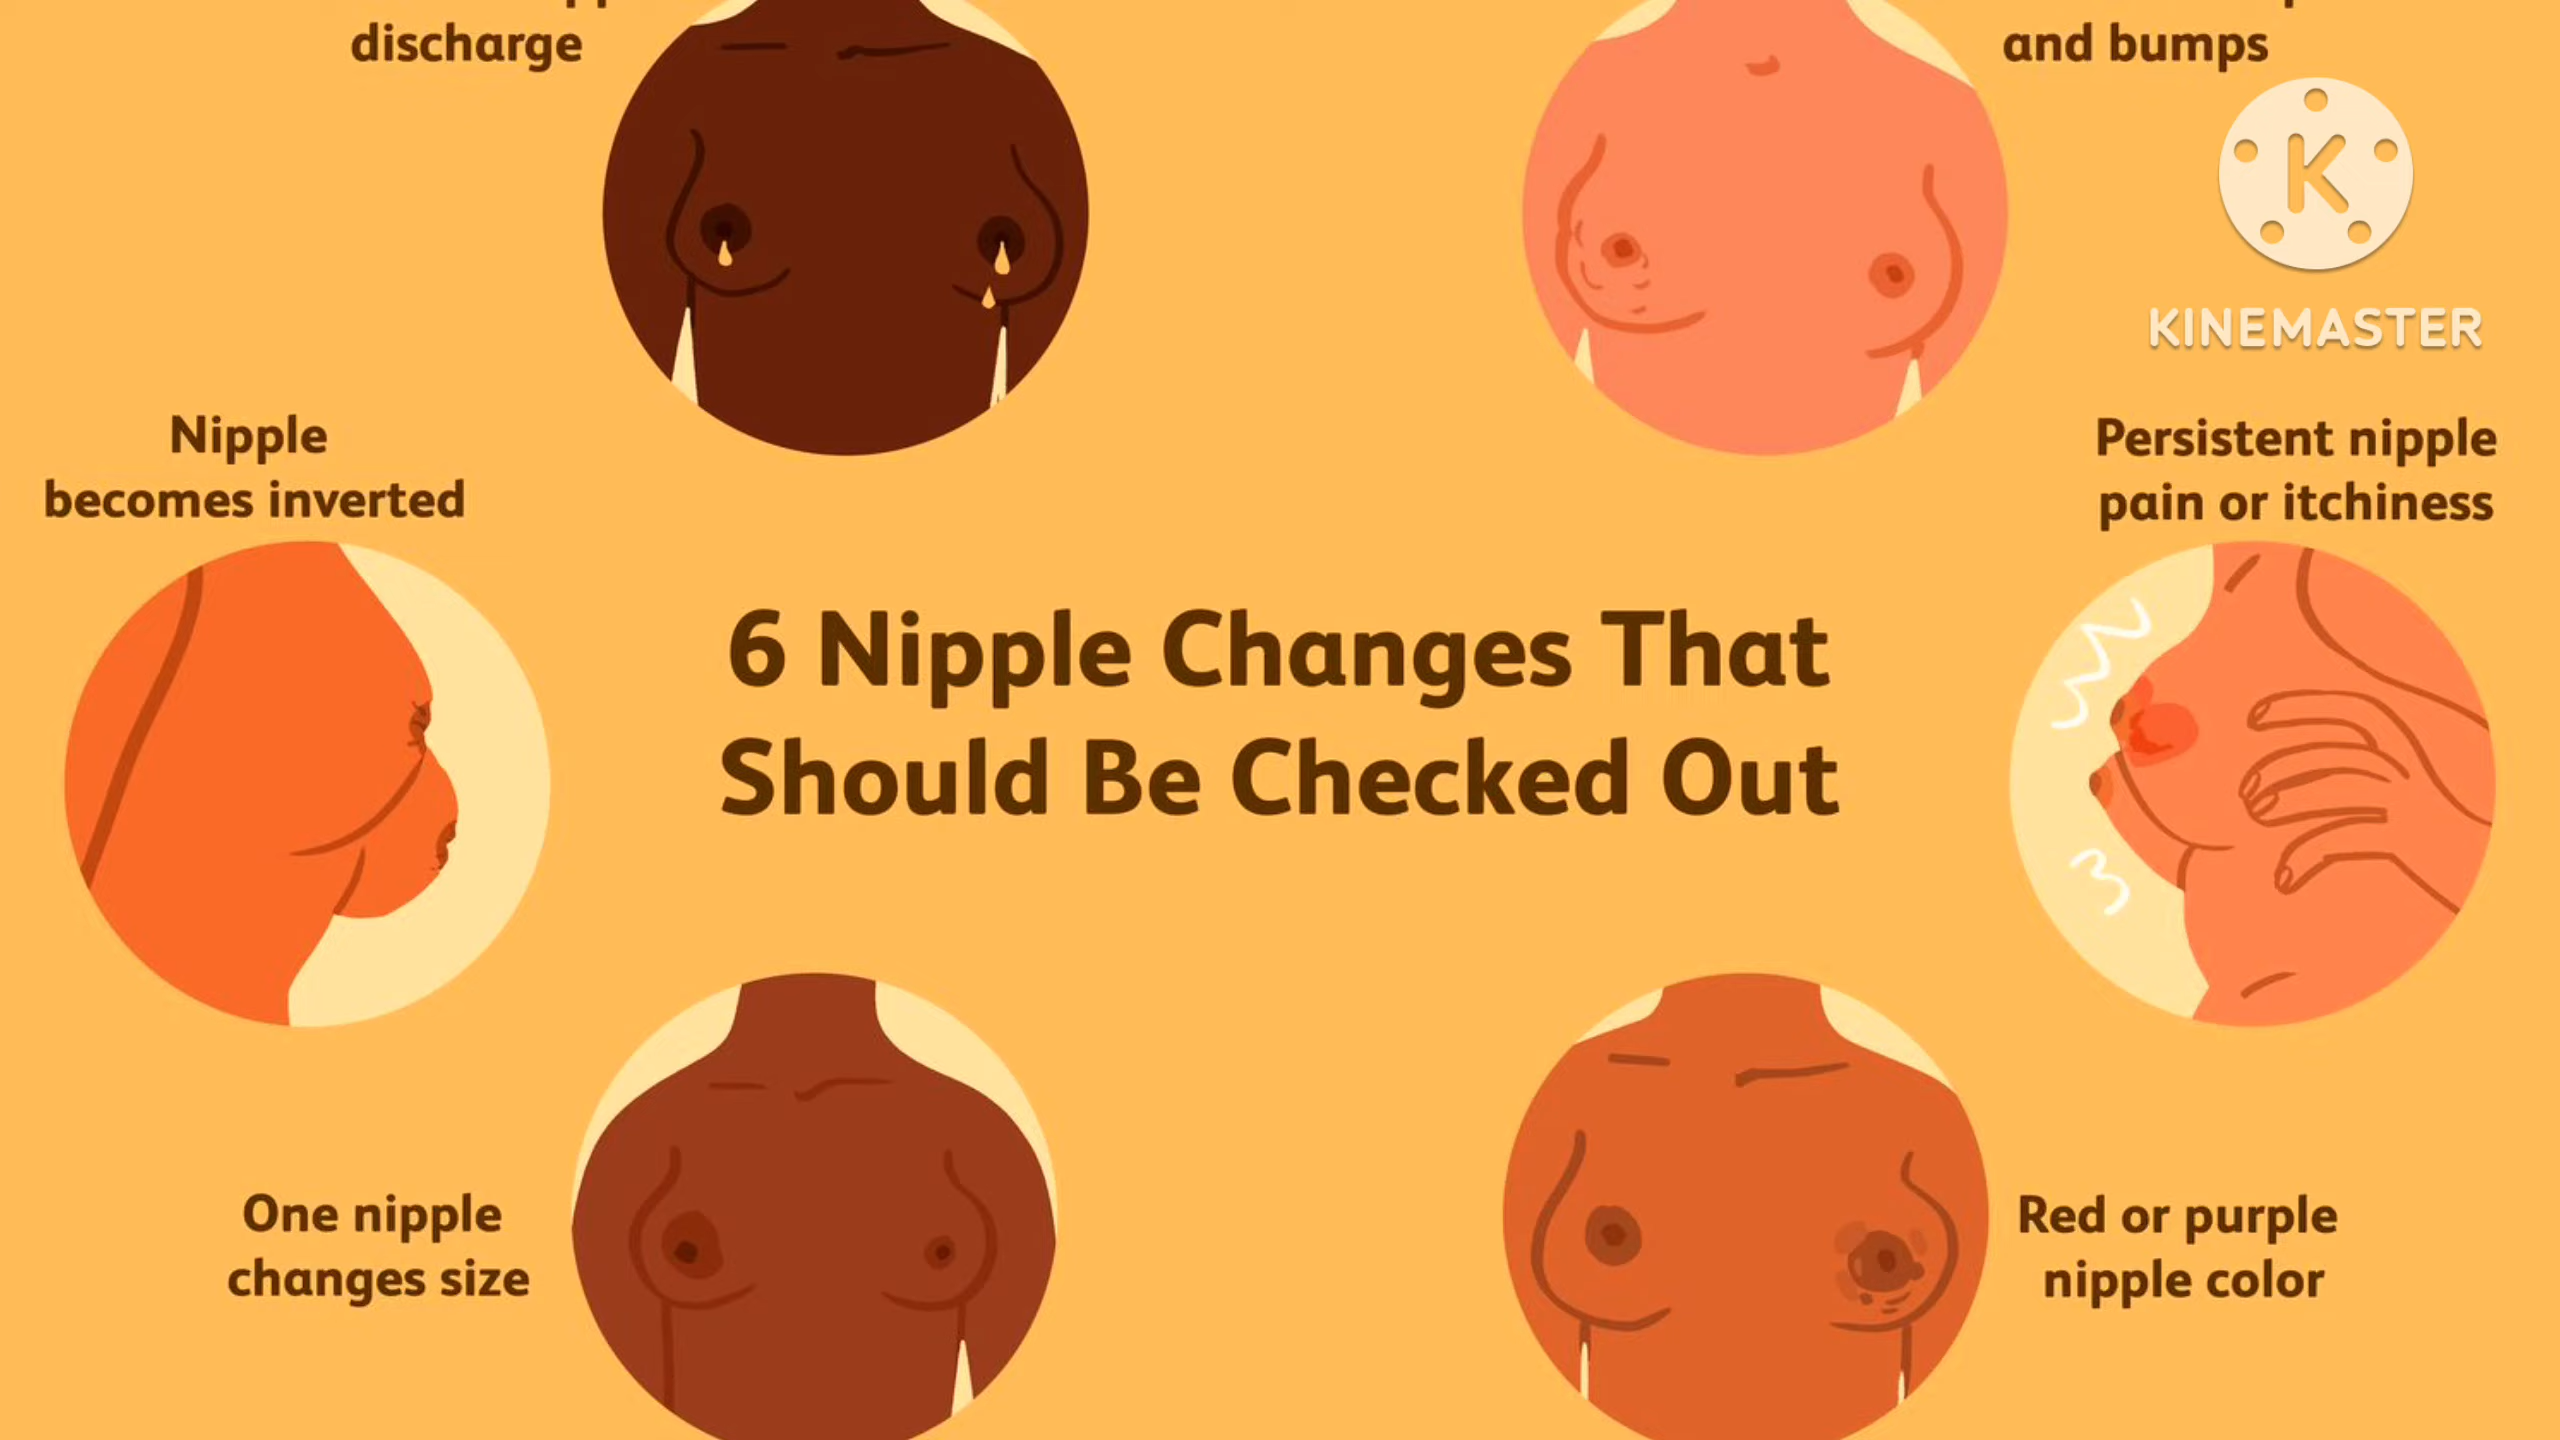 discharge
and bumps
K
KINEMASTER
Nipple
becomes inverted
Persistent nipple
pain or itchiness
6 Nipple Changes That
Should Be Checked Out
One nipple
changes size
Red or purple
nipple color